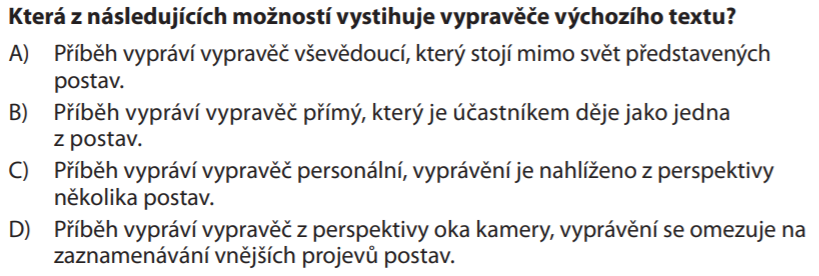 Která z následujících možností vystihuje vypravěče výchozího textu?
A) Příběh vypráví vypravěč vševědoucí, který stojí mimo svět představených
postav.
B) Příběh vypráví vypravěč přímý, který je účastníkem děje jako jedna
z postav.
C) Příběh vypráví vypravěč personální, vyprávění je nahlíženo z perspektivy
několika postav.
D) Příběh vypráví vypravěč z perspektivy oka kamery, vyprávění se omezuje na
zaznamenávání vnějších projevů postav.